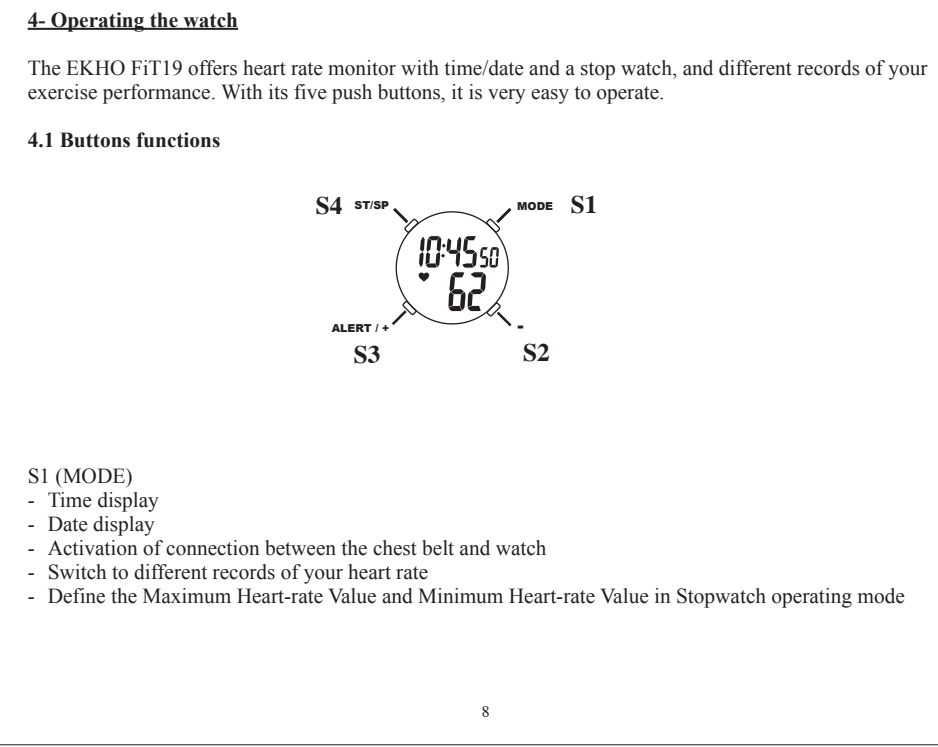 4- Operating the watch
The EKHO FiT19 offers heart rate monitor with time/date and a stop watch, and different records of your
exercise performance. With its five push buttons, it is very easy to operate.
4.1 Buttons functions
S4 ST/SP MODE S1
10:45 50
62
ALERT / + -
S3 S2
S1 (MODE)
- Time display
- Date display
- Activation of connection between the chest belt and watch
- Switch to different records of your heart rate
- Define the Maximum Heart-rate Value and Minimum Heart-rate Value in Stopwatch operating mode
8